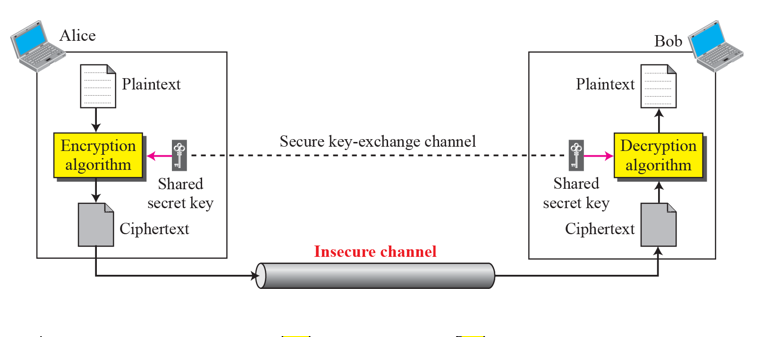 Alice
Bob
Plaintext
Plaintext
Encryption
algorithm
Secure key-exchange channel
Decryption
algorithm
Shared
secret key
Shared
secret key
Ciphertext
Ciphertext
Insecure channel